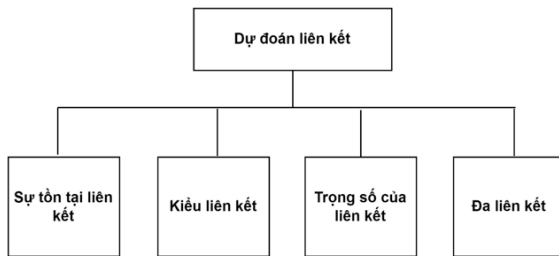 Dự đoán liên kết
Sự tồn tại liên
kết
Kiểu liên kết
Trọng số của
liên kết
Đa liên kết